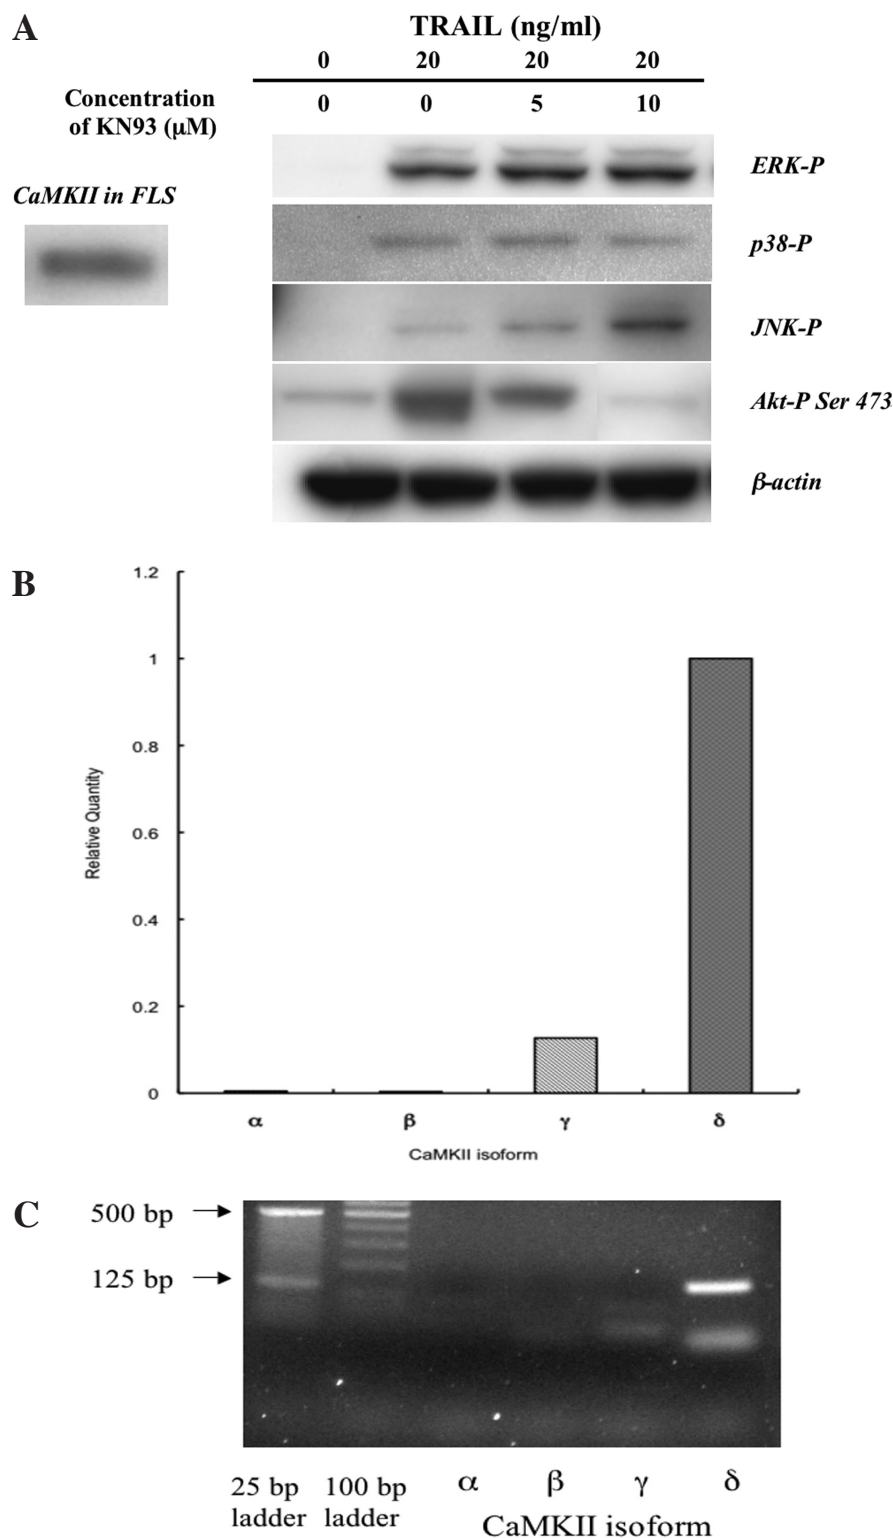 A
TRAIL (ng/ml)
0 20 20 20
Concentration
of KN93 (μM)
0 0 5 10
ERK-P
CaMKII in FLS
p38-P
JNK-P
Akt-P Ser 473
β-actin
B
1.2
1
0.8
0.6
0.4
0.2
0
Relative Quantity
α β γ δ
CaMKII isoform
C
500 bp
125 bp
25 bp
ladder
100 bp
ladder
α β γ δ
CaMKII isoform